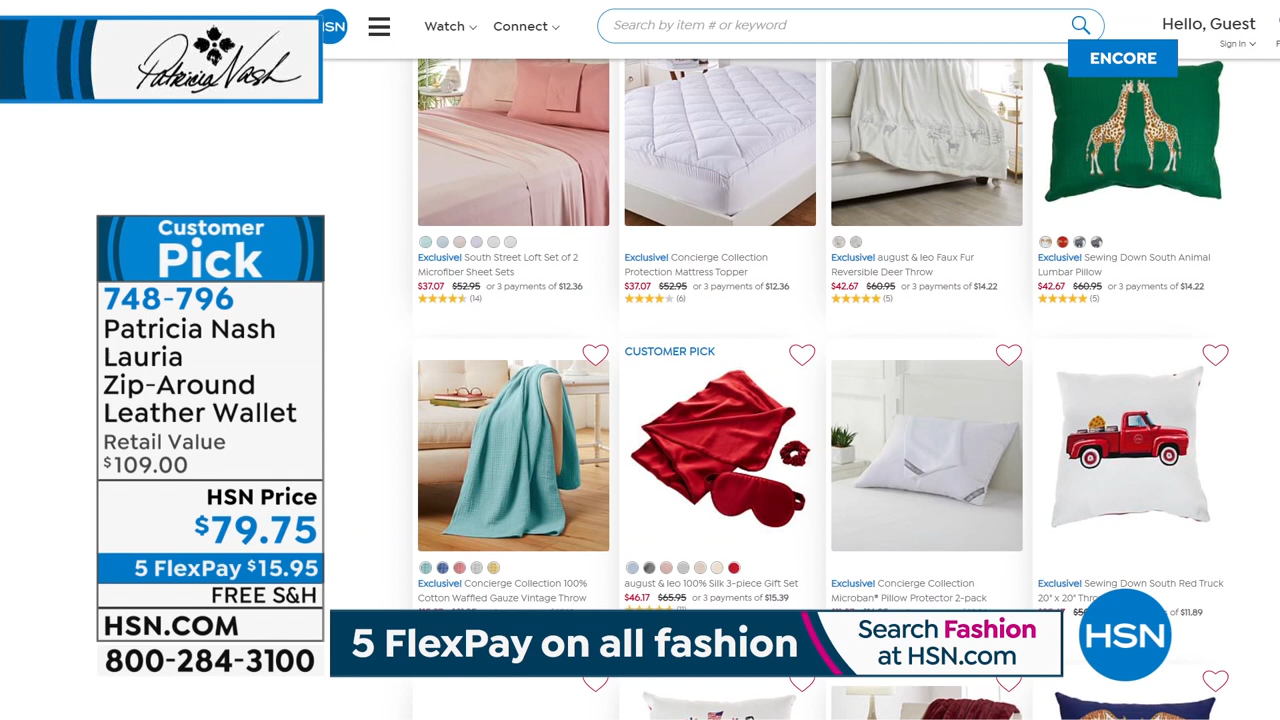 Patricia Nash
HSN
Watch
Connect
Search by item # or keyword
Hello, Guest
Sign In
ENCORE
Exclusive! South Street Loft Set of 2
Microfiber Sheet Sets
$37.07 $52.95 or 3 payments of $12.36
(14)
Exclusive! Concierge Collection
Protection Mattress Topper
$37.07 $52.95 or 3 payments of $12.36
(6)
Exclusive! august & leo Faux Fur
Reversible Deer Throw
$42.67 $60.95 or 3 payments of $14.22
(5)
Exclusive! Sewing Down South Animal
Lumbar Pillow
$42.67 $60.95 or 3 payments of $14.22
(5)
Customer
Pick
748-796
Patricia Nash
Lauria
Zip-Around
Leather Wallet
Retail Value
$109.00
HSN Price
$79.75
5 FlexPay $15.95
FREE S&H
HSN.COM
800-284-3100
CUSTOMER PICK
Exclusive! Concierge Collection 100%
Cotton Waffled Gauze Vintage Throw
august & leo 100% Silk 3-piece Gift Set
$46.17 $65.95 or 3 payments of $15.39
Exclusive! Concierge Collection
Microban® Pillow Protector 2-pack
Exclusive! Sewing Down South Red Truck
20" x 20"
of $11.89
5 FlexPay on all fashion
Search Fashion
at HSN.com
HSN